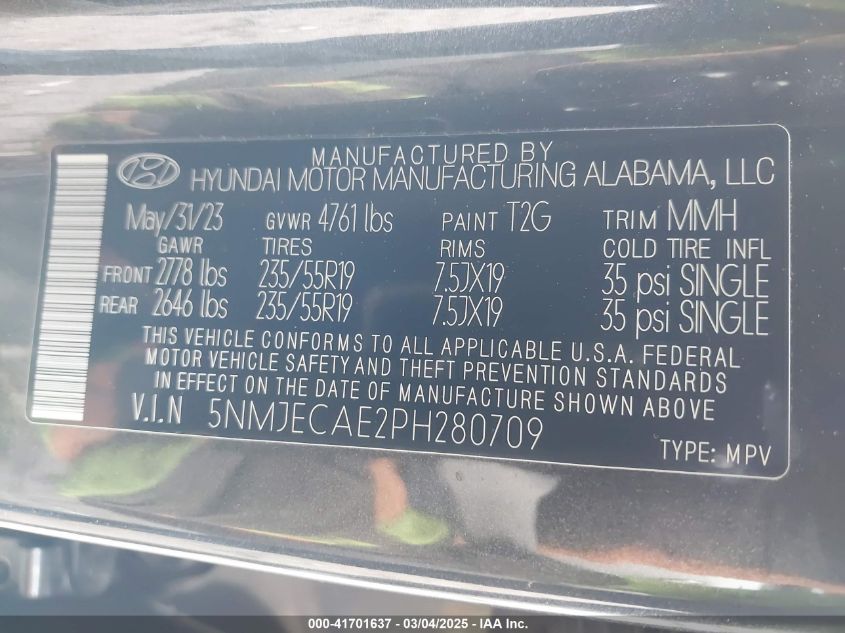 MANUFACTURED BY
HYUNDAI MOTOR MANUFACTURING ALABAMA, LLC
May/31/23 GVWR 4761 lbs PAINT T2G TRIM MMH
GAWR TIRES RIMS COLD TIRE INFL
FRONT 2778 lbs 235/55R19 7.5JX19 35 psi SINGLE
REAR 2646 lbs 235/55R19 7.5JX19 35 psi SINGLE
THIS VEHICLE CONFORMS TO ALL APPLICABLE U.S.A. FEDERAL
MOTOR VEHICLE SAFETY AND THEFT PREVENTION STANDARDS
IN EFFECT ON THE DATE OF MANUFACTURE SHOWN ABOVE
V.I.N 5NMJECAE2PH280709
TYPE: MPV
000-41701637 - 03/04/2025 - IAA Inc.